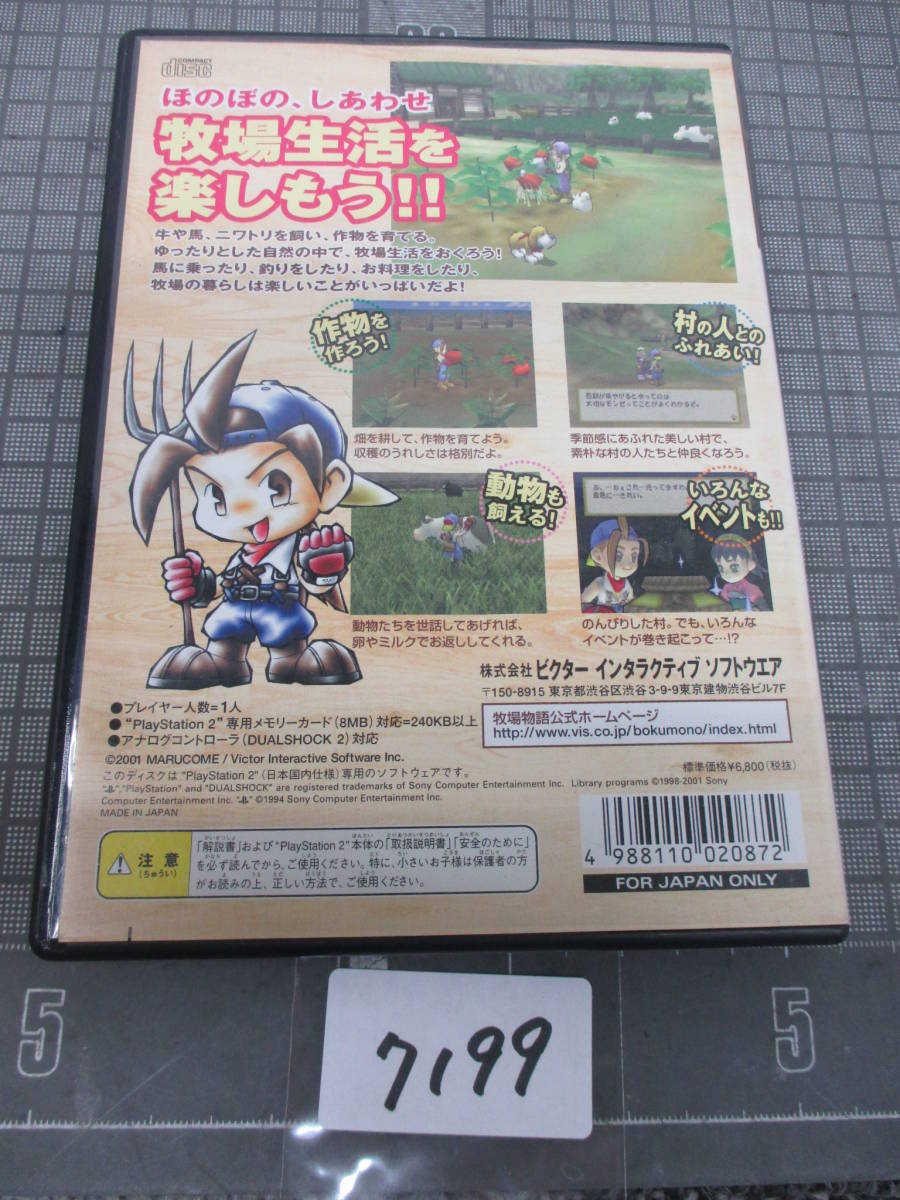 COMPACT
disc
ほのぼの、しあわせ
牧場生活を
楽しもう!!
牛や馬、ニワトリを飼い、作物を育てる。
ゆったりとした自然の中で、牧場生活をおくろう!
馬に乗ったり、釣りをしたり、お料理をしたり、
牧場の暮らしは楽しいことがいっぱいだよ!
作物を
作ろう!
畑を耕して、作物を育てよう。
収穫のうれしさは格別だよ。
村の人との
ふれあい!
季節感にあふれた美しい村で、
素朴な村の人たちと仲良くなろう。
動物も
飼える!
動物たちを世話してあげれば、
卵やミルクでお返ししてくれる。
いろんな
イベントも!!
のんびりした村。でも、いろんな
イベントが巻き起こって…!?
株式会社 ビクター インタラクティブ ソフトウエア
〒150-8915 東京都渋谷区渋谷3-9-9東京建物渋谷ビル7F
牧場物語公式ホームページ
http://www.vis.co.jp/bokumono/index.html
標準価格¥6,800(税抜)
●プレイヤー人数=1人
●"PlayStation 2"専用メモリーカード(8MB)対応=240KB以上
●アナログコントローラ(DUALSHOCK 2)対応
©2001 MARUCOME / Victor Interactive Software Inc.
このディスクは "PlayStation 2"(日本国内仕様)専用のソフトウェアです。
"PlayStation" and "DUALSHOCK" are registered trademarks of Sony Computer Entertainment Inc. Library programs ©1998-2001 Sony
Computer Entertainment Inc. ©1994 Sony Computer Entertainment Inc.
MADE IN JAPAN
注意
(ちゅうい)
「解説書」および"PlayStation 2"本体の「取扱説明書」「安全のために」
を必ず読んでから、ご使用ください。特に、小さいお子様は保護者の方
がお読みの上、正しい方法で、ご使用ください。
4 988110 020872
FOR JAPAN ONLY
5
5
7199